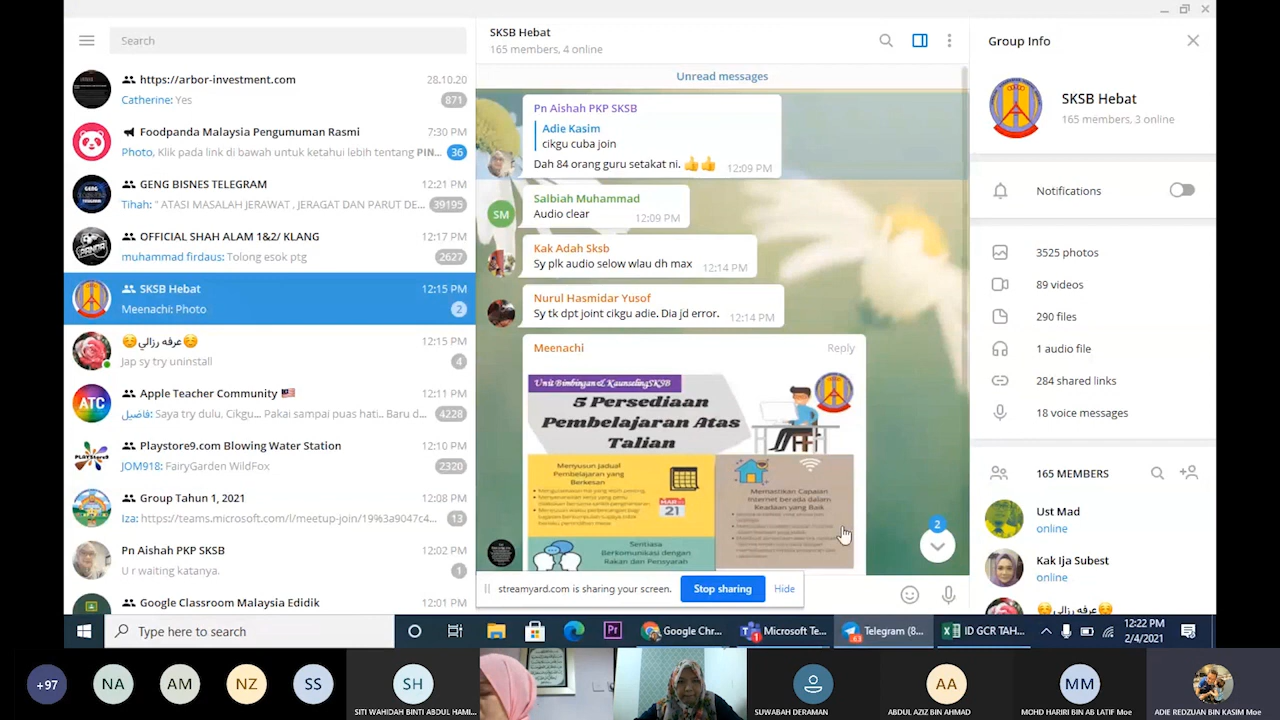 Search
https://arbor-investment.com
28.10.20
Catherine: Yes
871
Foodpanda Malaysia Pengumuman Rasmi
7:30 PM
Photo, Klik pada link di bawah untuk ketahui lebih tentang PIN...
36
GENG BISNES TELEGRAM
12:21 PM
Tihah: " ATASI MASALAH JERAWAT , JERAGAT DAN PARUT DE...
39195
OFFICIAL SHAH ALAM 1&2/ KLANG
12:17 PM
muhammad firdaus: Tolong esok ptg
2627
SKSB Hebat
12:15 PM
Meenachi: Photo
2
☺️عرفه رزالي☺️
12:15 PM
Jap sy try uninstall
4
ATC
Apple Teacher Community 🇲🇾
12:11 PM
فاضيل: Saya try dulu. Cikgu... Pakai sampai puas hati.. Baru d...
4228
Playstore9.com Blowing Water Station
12:10 PM
JOM918: FairyGarden WildFox
2320
Group Tahun 1, 2021
12:08 PM
Iza: https://teams.microsoft.com/l/meetup-join/19%3a9047c4...
13
Pn Aishah PKP SKSB
12:02 PM
U r waiting katanya.
1
Google Classroom Malaysia Edidik
12:01 PM
SKSB Hebat
165 members, 4 online
Unread messages
Pn Aishah PKP SKSB
Adie Kasim
cikgu cuba join
Dah 84 orang guru setakat ni. 👍👍
12:09 PM
SM
Salbiah Muhammad
Audio clear
12:09 PM
Kak Adah Sksb
Sy plk audio selow wlau dh max
12:14 PM
Nurul Hasmidar Yusof
Sy tk dpt joint cikgu adie. Dia jd error.
12:14 PM
Meenachi
Reply
Unit Bimbingan & KaunselingSKSB
5 Persediaan
Pembelajaran Atas
Talian
Menyusun Jadual
Pembelajaran yang
Berkesan
21
Memastikan Capaian
Internet berada dalam
Keadaan yang Baik
Sentiasa
Berkomunikasi dengan
Rakan dan Pensyarah
2
streamyard.com is sharing your screen.
Stop sharing
Hide
Group Info
SKSB Hebat
165 members, 3 online
Notifications
3525 photos
89 videos
290 files
1 audio file
284 shared links
18 voice messages
165 MEMBERS
Ust Mad
online
Kak Ija Subest
online
☺️عرفه رزالي☺️
Type here to search
Google Chr...
Microsoft Te...
Telegram (8...
ID GCR TAH...
12:22 PM
2/4/2021
+97
NA
AM
NZ
SS
SH
SITI WAHIDAH BINTI ABDUL HAMI...
SUWABAH DERAMAN
AA
ABDUL AZIZ BIN AHMAD
MM
MOHD HARIRI BIN AB LATIF Moe
ADIE REDZUAN BIN KASIM Moe